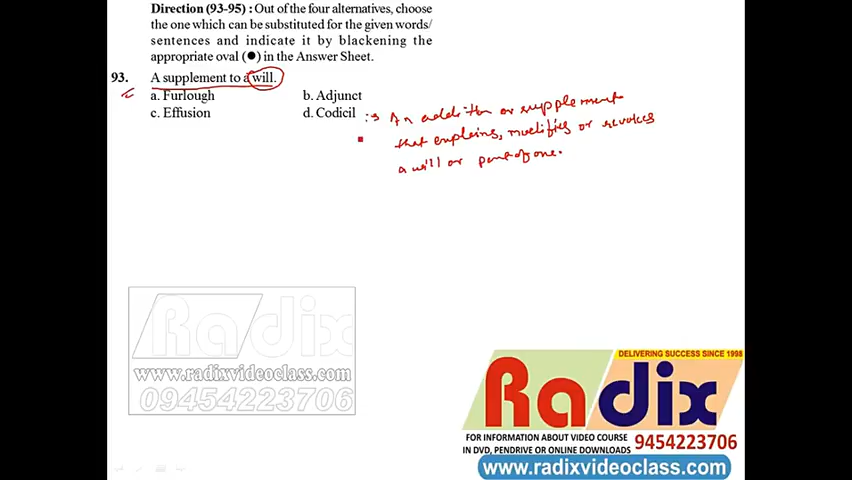 Direction (93-95) : Out of the four alternatives, choose
the one which can be substituted for the given words/
sentences and indicate it by blackening the
appropriate oval (●) in the Answer Sheet.
93. A supplement to a will.
a. Furlough b. Adjunct
c. Effusion d. Codicil :→ An addition or supplement
that explains, modifies or revokes
a will or part of one.
Radix
www.radixvideoclass.com
09454223706
DELIVERING SUCCESS SINCE 1998
Radix
FOR INFORMATION ABOUT VIDEO COURSE
IN DVD, PENDRIVE OR ONLINE DOWNLOADS 9454223706
www.radixvideoclass.com